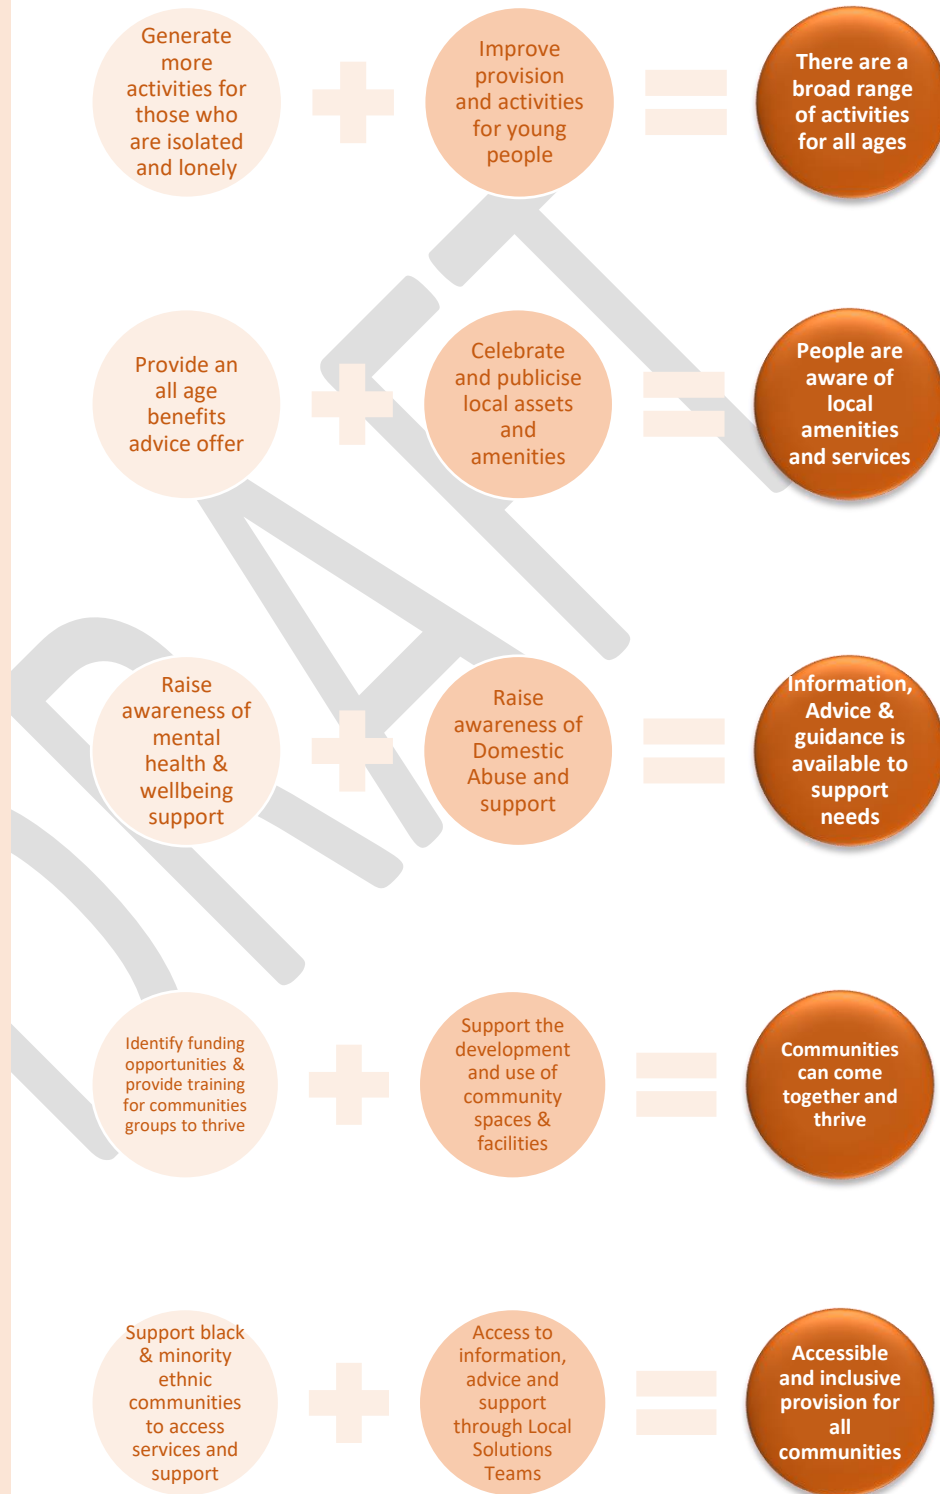 Generate
more
activities for
those who
are isolated
and lonely
Improve
provision
and activities
for young
people
There are a
broad range
of activities
for all ages
Provide an
all age
benefits
advice offer
Celebrate
and publicise
local assets
and
amenities
People are
aware of
local
amenities
and services
Raise
awareness of
mental
health &
wellbeing
support
Raise
awareness of
Domestic
Abuse and
support
Information,
Advice &
guidance is
available to
support
needs
Identify funding
opportunities &
provide training
for communities
groups to thrive
Support the
development
and use of
community
spaces &
facilities
Communities
can come
together and
thrive
Support black
& minority
ethnic
communities
to access
services and
support
Access to
information,
advice and
support
through Local
Solutions
Teams
Accessible
and inclusive
provision for
all
communities
DRAFT